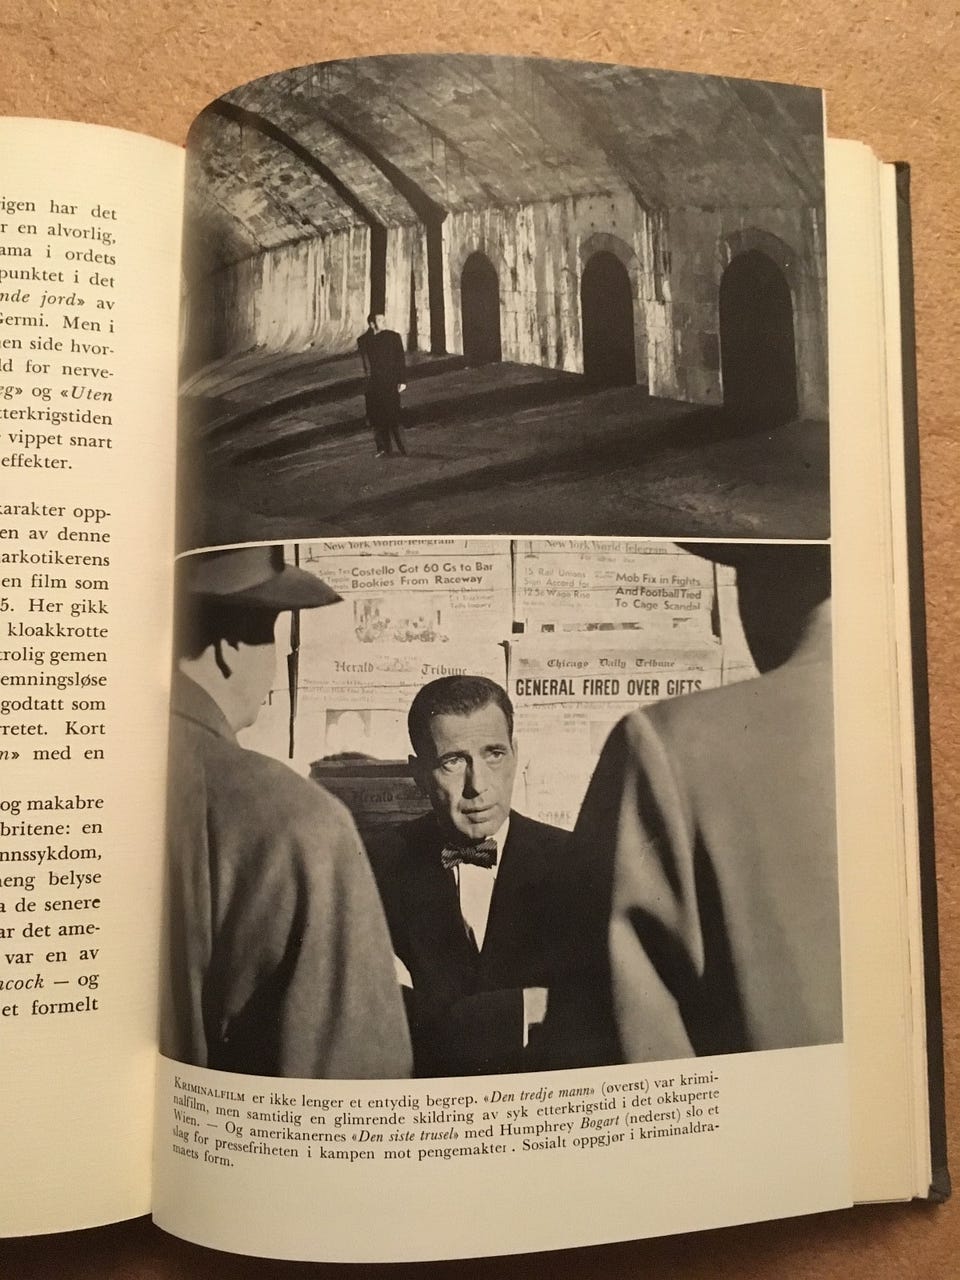 igen har det
r en alvorlig,
ama i ordets
punktet i det
nde jord» av
Germi. Men i
en side hvor-
ld for nerve-
eg» og «Uten
tterkrigstiden
vippet snart
effekter.
karakter opp-
en av denne
narkotikerens
en film som
5. Her gikk
kloakkrotte
trolig gemen
emningsløse
godtatt som
rretet. Kort
n» med en
og makabre
britene: en
nnssykdom,
neng belyse
a de senere
ar det ame-
var en av
hcock — og
et formelt
New York World-Telegram
Costello Got 60 Gs to Bar
Bookies From Raceway
New York World-Telegram
15 Rail Unions
Sign Accord for
12.5c Wage Rise
Mob Fix in Fights
And Football Tied
To Cage Scandal
Herald Tribune
Chicago Daily Tribune
GENERAL FIRED OVER GIFTS
Herald
SOME
KRIMINALFILM er ikke lenger et entydig begrep. «Den tredje mann» (øverst) var krimi-
nalfilm, men samtidig en glimrende skildring av syk etterkrigstid i det okkuperte
Wien. — Og amerikanernes «Den siste trusel» med Humphrey Bogart (nederst) slo et
slag for pressefriheten i kampen mot pengemakter. Sosialt oppgjør i kriminaldra-
maets form.